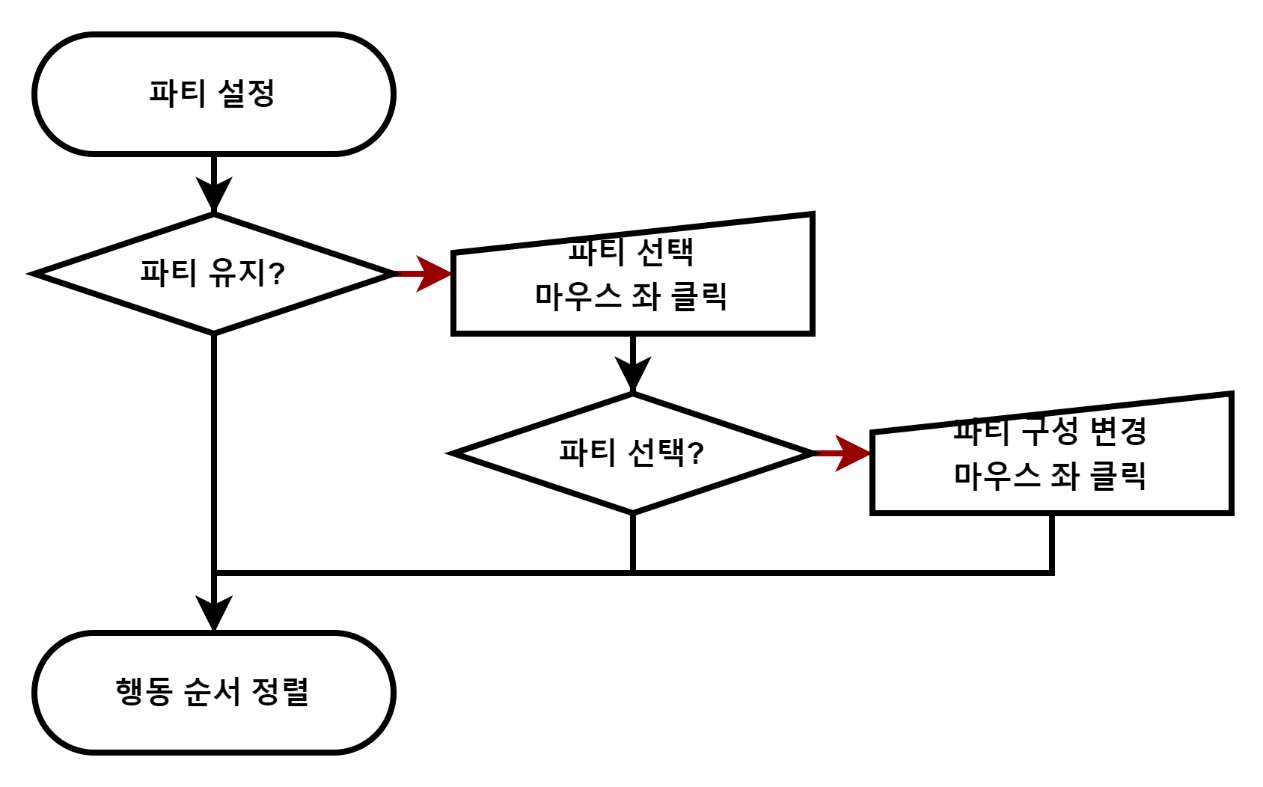 파티 설정
파티 유지?
파티 선택
마우스 좌 클릭
파티 선택?
파티 구성 변경
마우스 좌 클릭
행동 순서 정렬